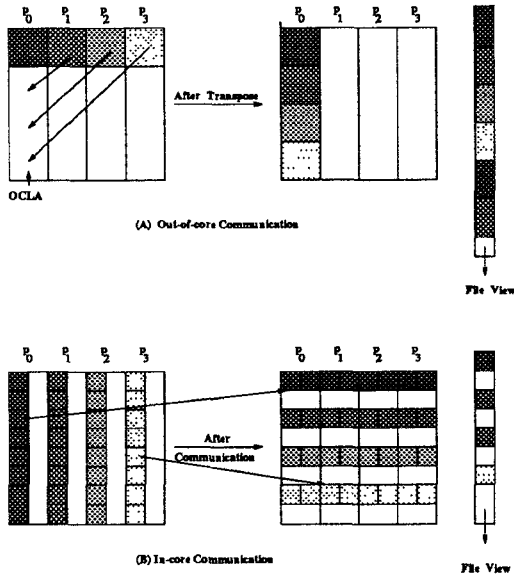 P0 P1 P2 P3 P0 P1 P2 P3
After Transpose
OCLA
(A) Out-of-core Communication
File View
P0 P1 P2 P3 P0 P1 P2 P3
After
Communication
(B) In-core Communication
File View